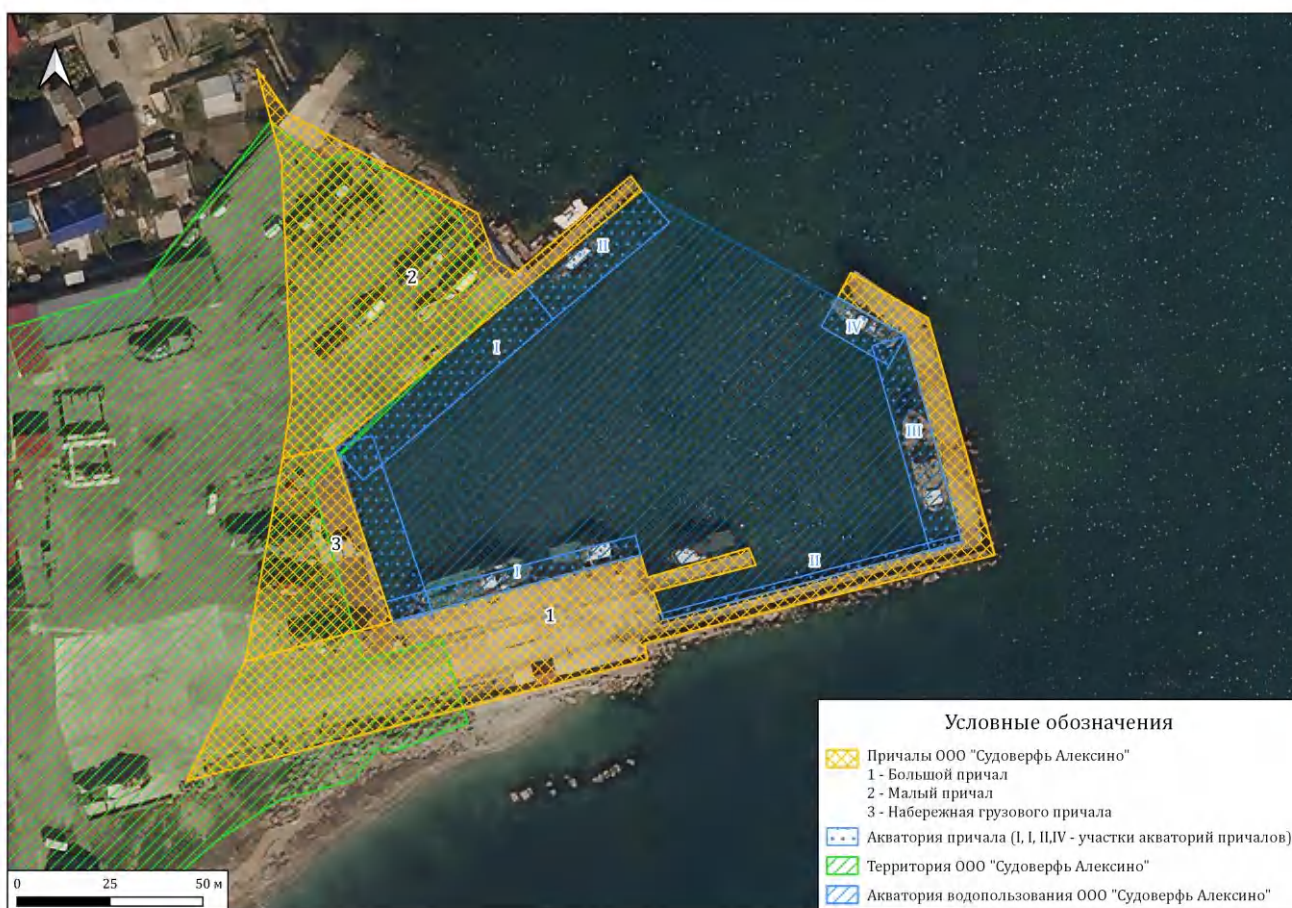 II
2
IV
I
III
3
I
II
1
Условные обозначения
Причалы ООО "Судоверфь Алексино"
1 - Большой причал
2 - Малый причал
3 - Набережная грузового причала
Акватория причала (I, I, II,IV - участки акваторий причалов)
Территория ООО "Судоверфь Алексино"
Акватория водопользования ООО "Судоверфь Алексино"
0 25 50 м